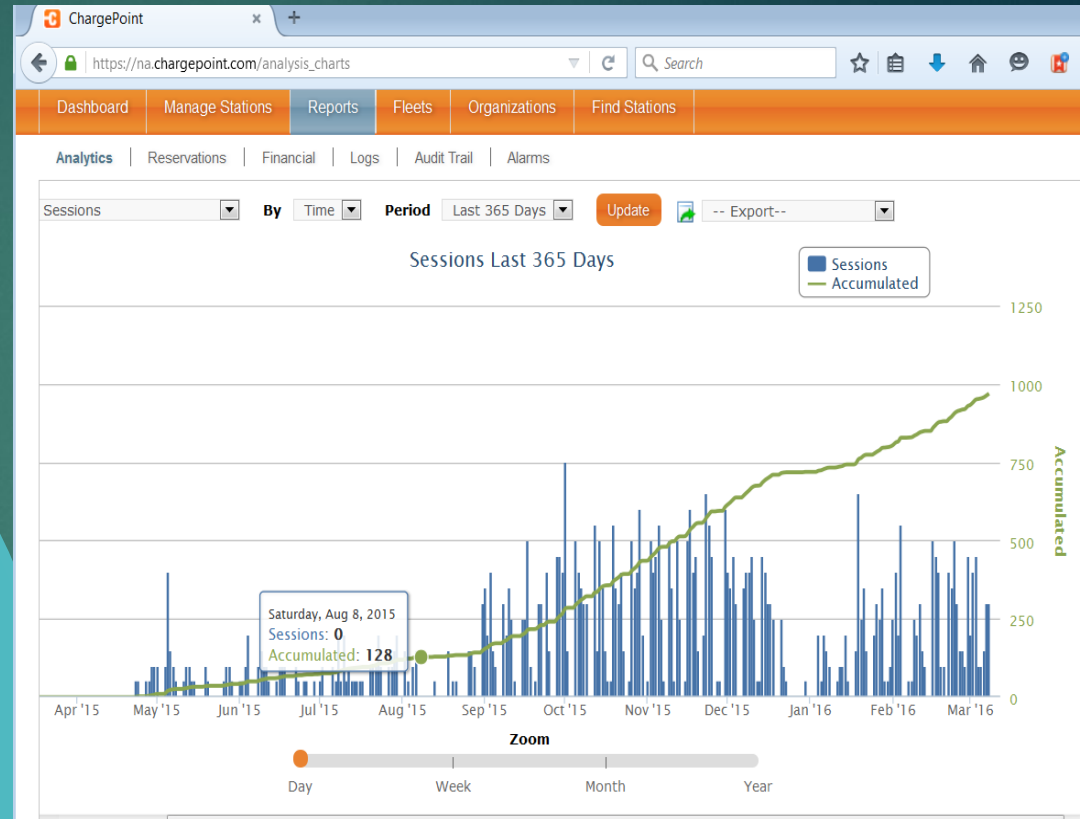 ChargePoint
https://na.chargepoint.com/analysis_charts
Search
Dashboard Manage Stations Reports Fleets Organizations Find Stations
Analytics Reservations Financial Logs Audit Trail Alarms
Sessions By Time Period Last 365 Days Update -- Export--
Sessions Last 365 Days
Sessions
Accumulated
1250
1000
750
500
250
0
Accumulated
Saturday, Aug 8, 2015
Sessions: 0
Accumulated: 128
Apr '15 May '15 Jun '15 Jul '15 Aug '15 Sep '15 Oct '15 Nov '15 Dec '15 Jan '16 Feb '16 Mar '16
Zoom
Day Week Month Year